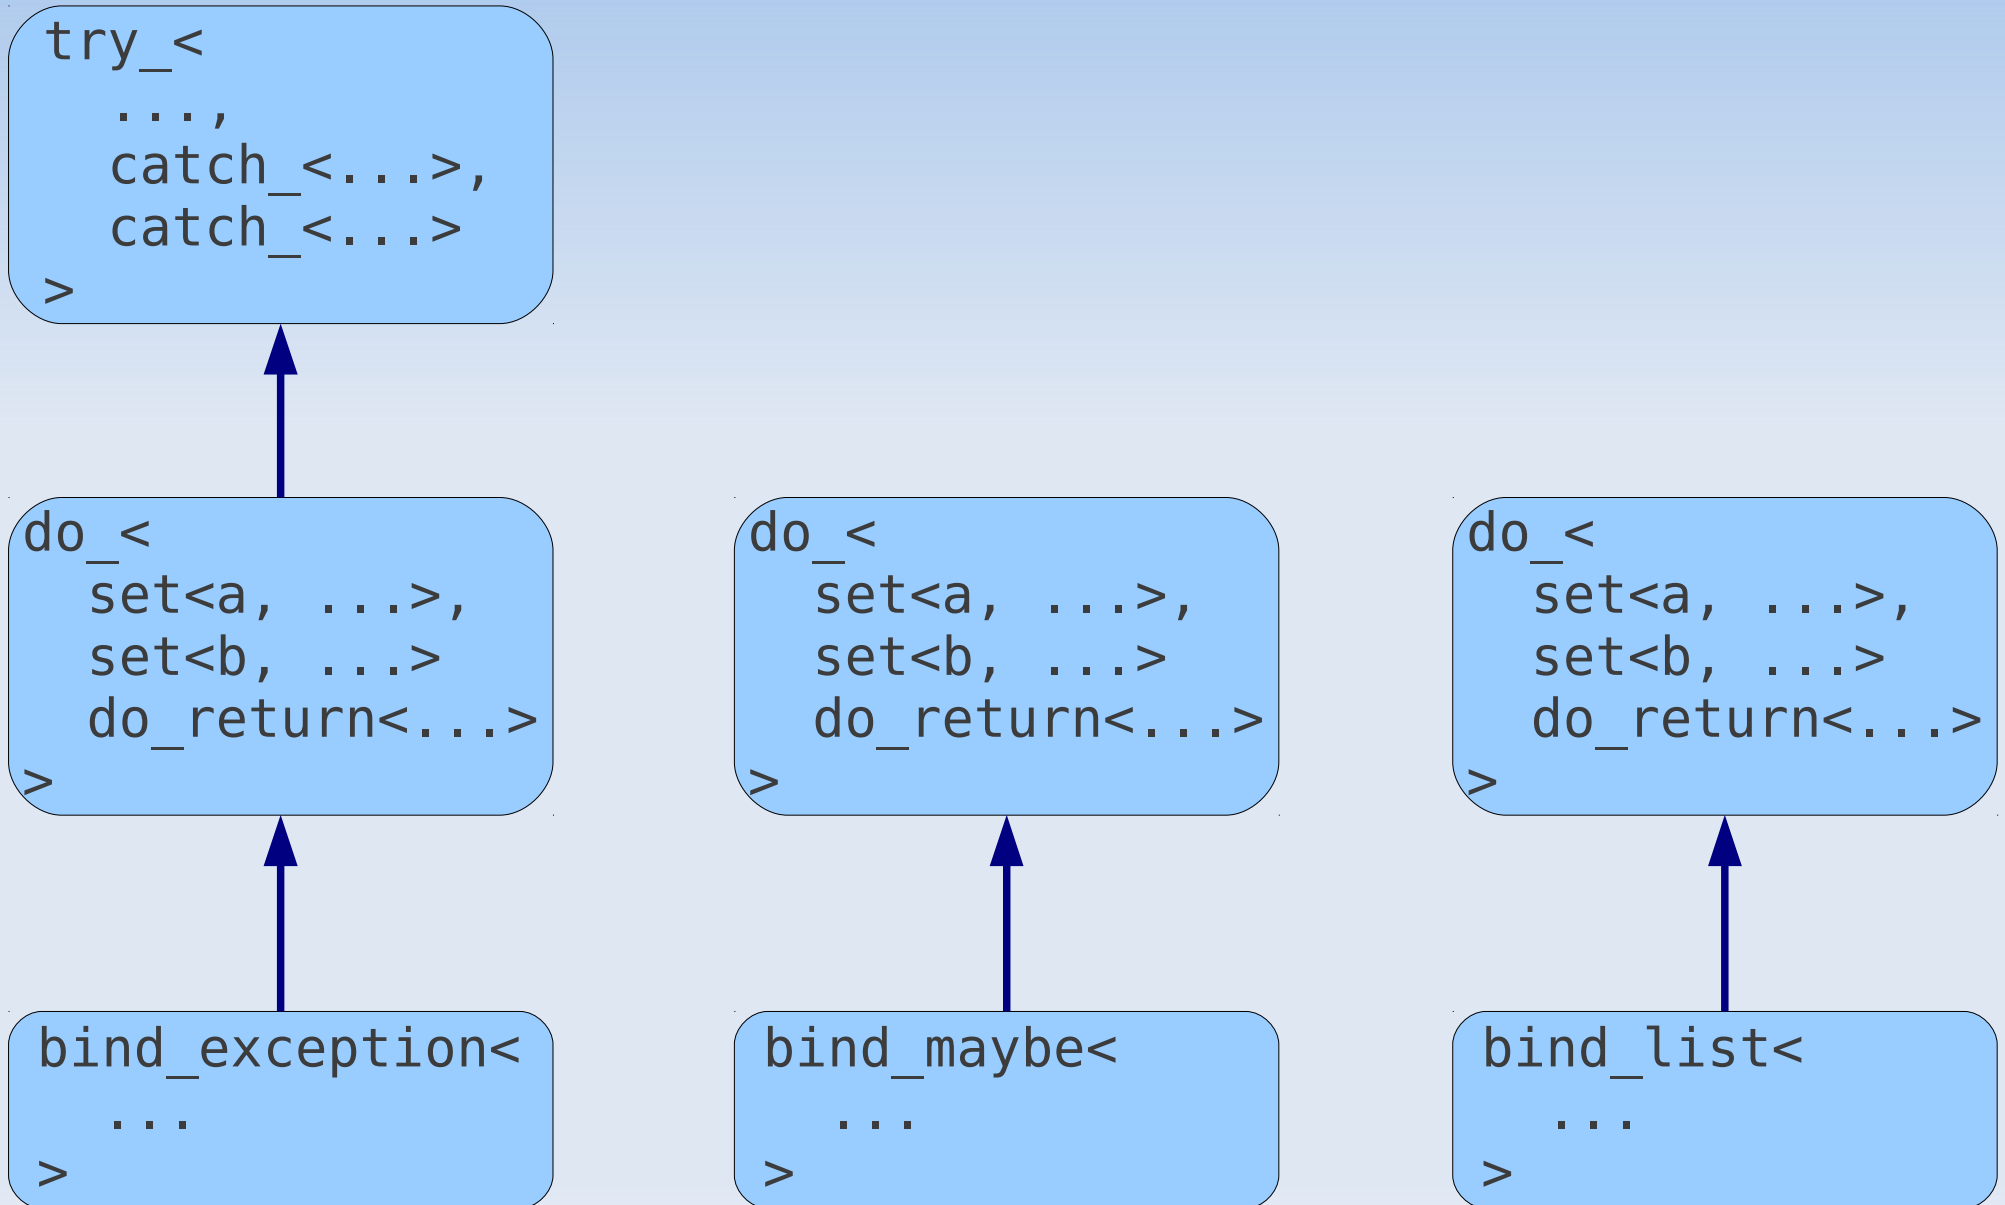 try_<
...,
catch_<...>,
catch_<...>
>
do_<
set<a, ...>,
set<b, ...>
do_return<...>
>
do_<
set<a, ...>,
set<b, ...>
do_return<...>
>
do_<
set<a, ...>,
set<b, ...>
do_return<...>
>
bind_exception<
...
>
bind_maybe<
...
>
bind_list<
...
>